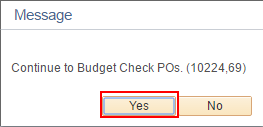 Message
Continue to Budget Check POs. (10224,69)
Yes No